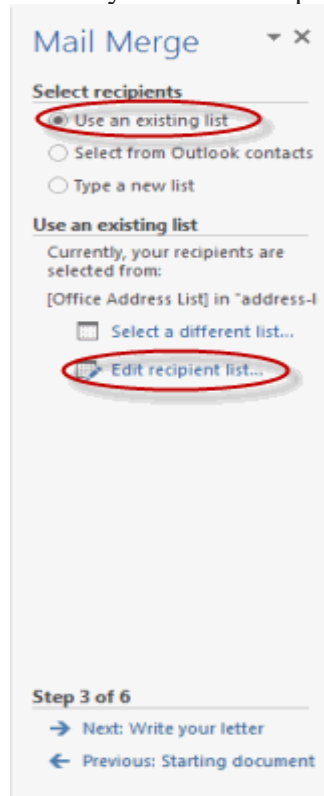 Mail Merge
Select recipients
Use an existing list
Select from Outlook contacts
Type a new list
Use an existing list
Currently, your recipients are
selected from:
[Office Address List] in "address-l
Select a different list...
Edit recipient list...
Step 3 of 6
Next: Write your letter
Previous: Starting document